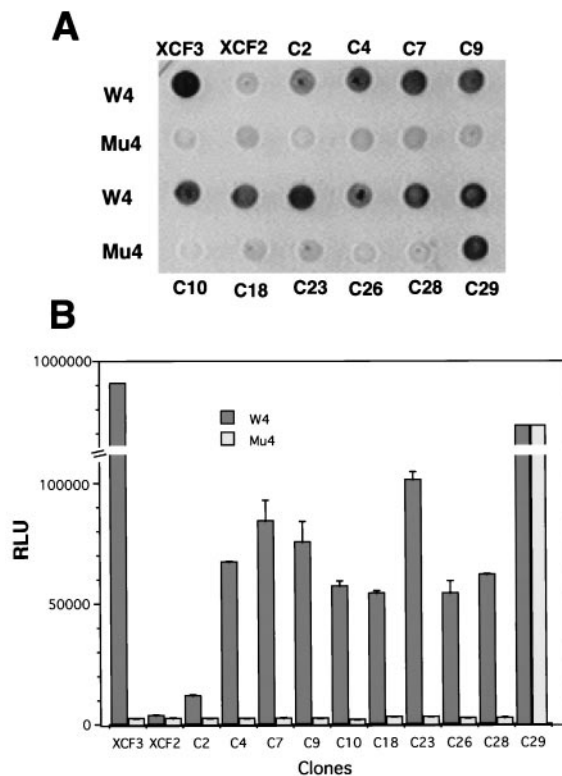 A
XCF3 XCF2 C2 C4 C7 C9
W4
Mu4
W4
Mu4
C10 C18 C23 C26 C28 C29
B
1000000
W4
Mu4
100000
RLU
50000
0
XCF3 XCF2 C2 C4 C7 C9 C10 C18 C23 C26 C28 C29
Clones